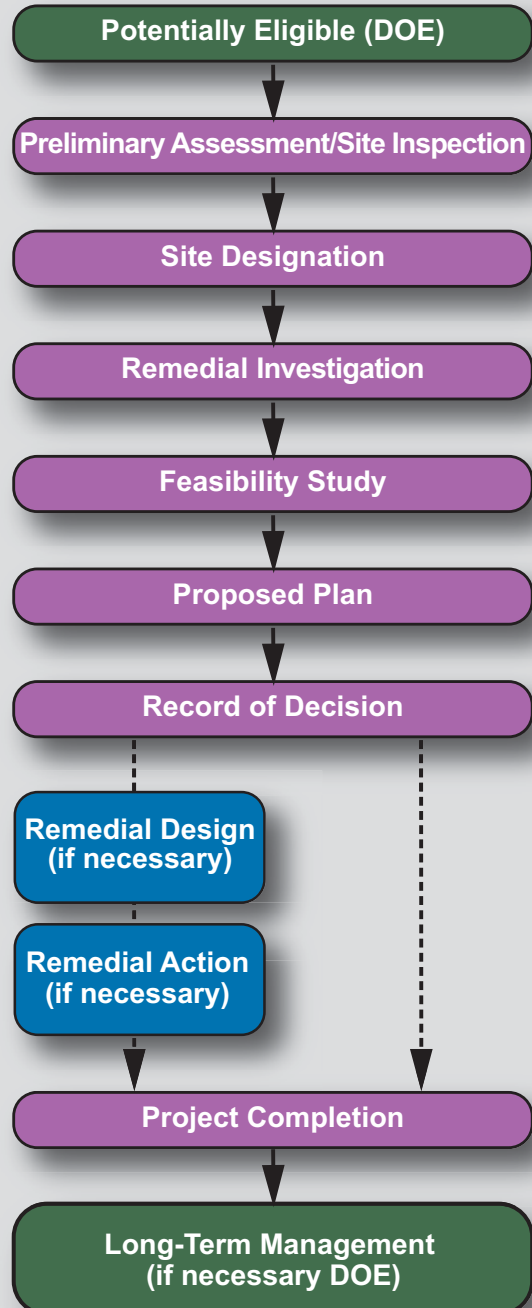 Potentially Eligible (DOE)
Preliminary Assessment/Site Inspection
Site Designation
Remedial Investigation
Feasibility Study
Proposed Plan
Record of Decision
Remedial Design
(if necessary)
Remedial Action
(if necessary)
Project Completion
Long-Term Management
(if necessary DOE)